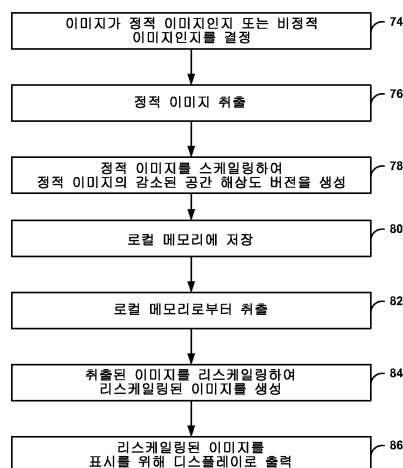 이미지가 정적 이미지인지 또는 비정적
이미지인지를 결정
74
정적 이미지 취출
76
정적 이미지를 스케일링하여
정적 이미지의 감소된 공간 해상도 버전을 생성
78
로컬 메모리에 저장
80
로컬 메모리로부터 취출
82
취출된 이미지를 리스케일링하여
리스케일링된 이미지를 생성
84
리스케일링된 이미지를
표시를 위해 디스플레이로 출력
86